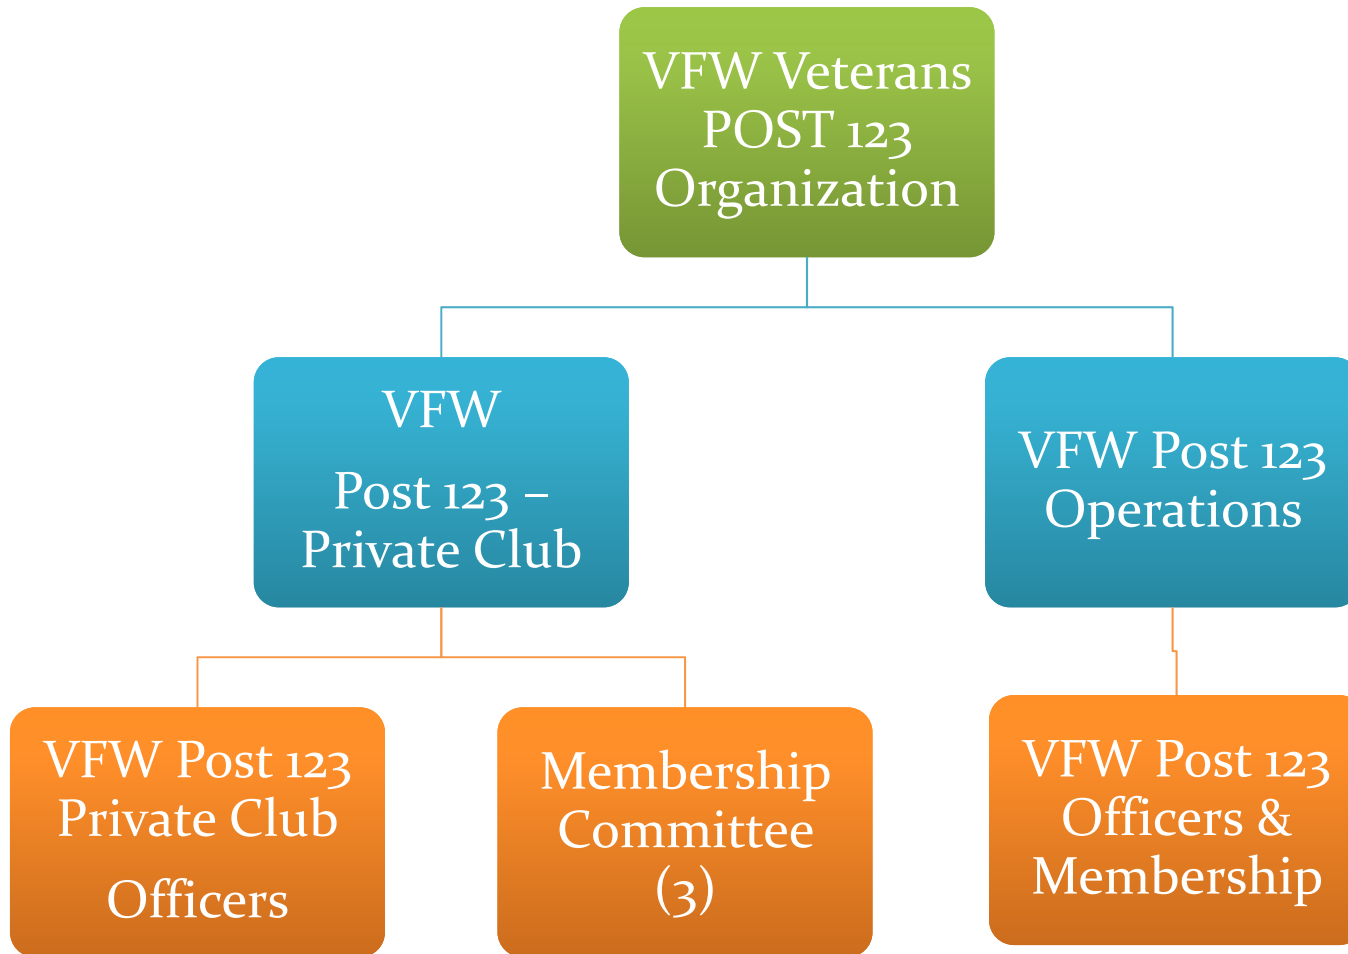 VFW Veterans
POST 123
Organization
VFW
Post 123 –
Private Club
VFW Post 123
Operations
VFW Post 123
Private Club
Officers
Membership
Committee
(3)
VFW Post 123
Officers &
Membership